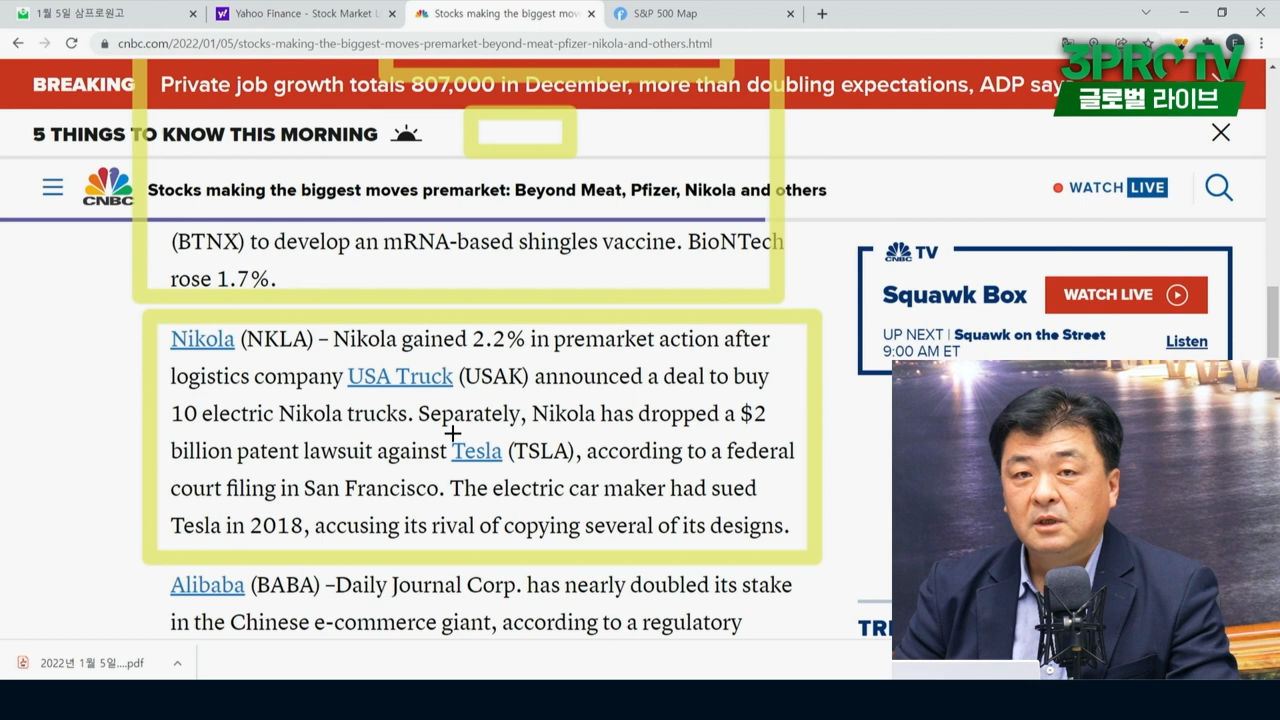 1월 5일 삼프로원고
Yahoo Finance - Stock Market L
Stocks making the biggest mov
S&P 500 Map
cnbc.com/2022/01/05/stocks-making-the-biggest-moves-premarket-beyond-meat-pfizer-nikola-and-others.html
3PRO TV
글로벌 라이브
BREAKING
Private job growth totals 807,000 in December, more than doubling expectations, ADP say
5 THINGS TO KNOW THIS MORNING
CNBC
Stocks making the biggest moves premarket: Beyond Meat, Pfizer, Nikola and others
WATCH LIVE
(BTNX) to develop an mRNA-based shingles vaccine. BioNTech
rose 1.7%.
Nikola (NKLA) – Nikola gained 2.2% in premarket action after
logistics company USA Truck (USAK) announced a deal to buy
10 electric Nikola trucks. Separately, Nikola has dropped a $2
billion patent lawsuit against Tesla (TSLA), according to a federal
court filing in San Francisco. The electric car maker had sued
Tesla in 2018, accusing its rival of copying several of its designs.
Alibaba (BABA) –Daily Journal Corp. has nearly doubled its stake
in the Chinese e-commerce giant, according to a regulatory
CNBC TV
Squawk Box
WATCH LIVE
UP NEXT | Squawk on the Street
9:00 AM ET
Listen
TRE
2022년 1월 5일....pdf